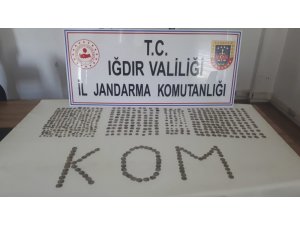 T.C.
IĞDIR VALİLİĞİ
İL JANDARMA KOMUTANLIĞI
KOM